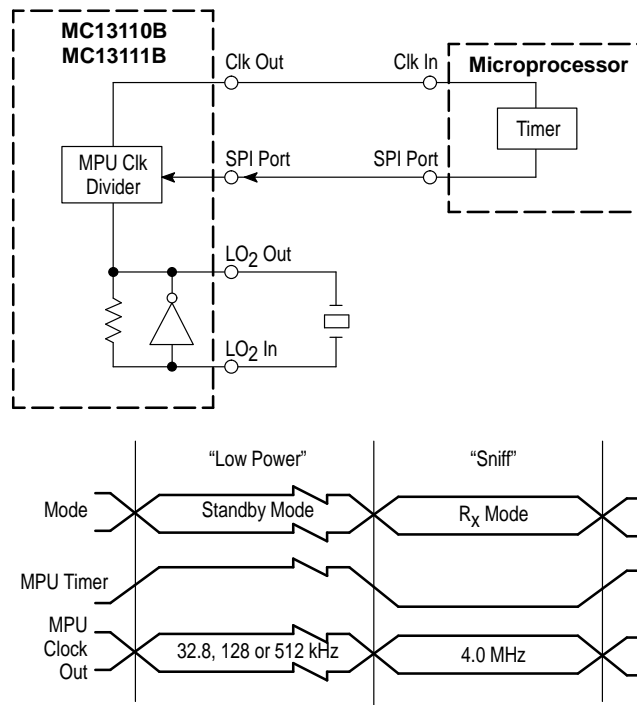 MC13110B
MC13111B
Clk Out
Clk In
Microprocessor
Timer
MPU Clk
Divider
SPI Port
SPI Port
LO2 Out
LO2 In
“Low Power”
“Sniff”
Mode
Standby Mode
Rx Mode
MPU Timer
MPU
Clock
Out
32.8, 128 or 512 kHz
4.0 MHz